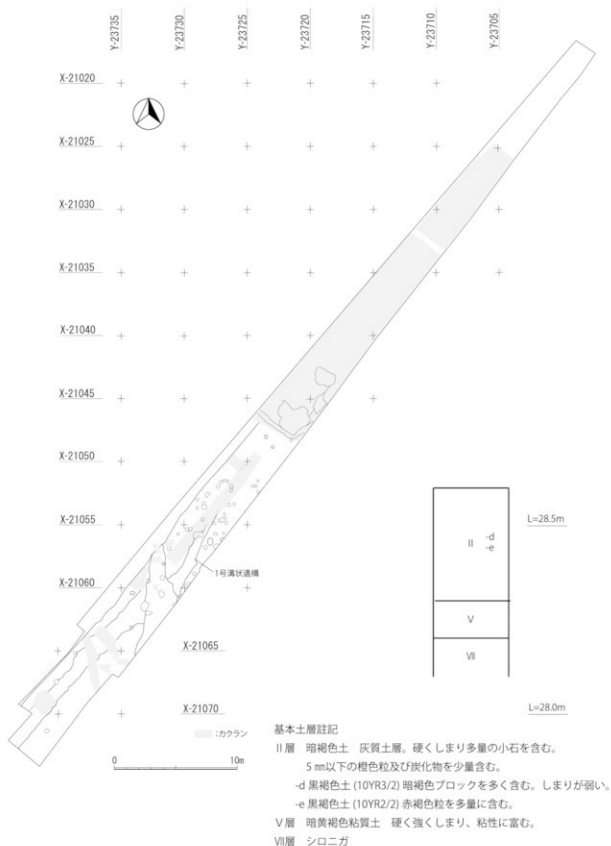 Y-23735
Y-23730
Y-23725
Y-23720
Y-23715
Y-23710
Y-23705
X-21020
X-21025
X-21030
X-21035
X-21040
X-21045
X-21050
X-21055
X-21060
X-21065
X-21070
1号溝状遺構
:カクラン
0 10m
L=28.5m
II
-d
-e
V
VII
L=28.0m
基本土層註記
II層 暗褐色土 灰質土層。硬くしまり多量の小石を含む。
5㎜以下の橙色粒及び炭化物を少量含む。
-d 黒褐色土 (10YR3/2) 暗褐色ブロックを多く含む。しまりが弱い。
-e 黒褐色土 (10YR2/2) 赤褐色粒を多量に含む。
V層 暗黄褐色粘質土 硬く強くしまり、粘性に富む。
VII層 シロニガ